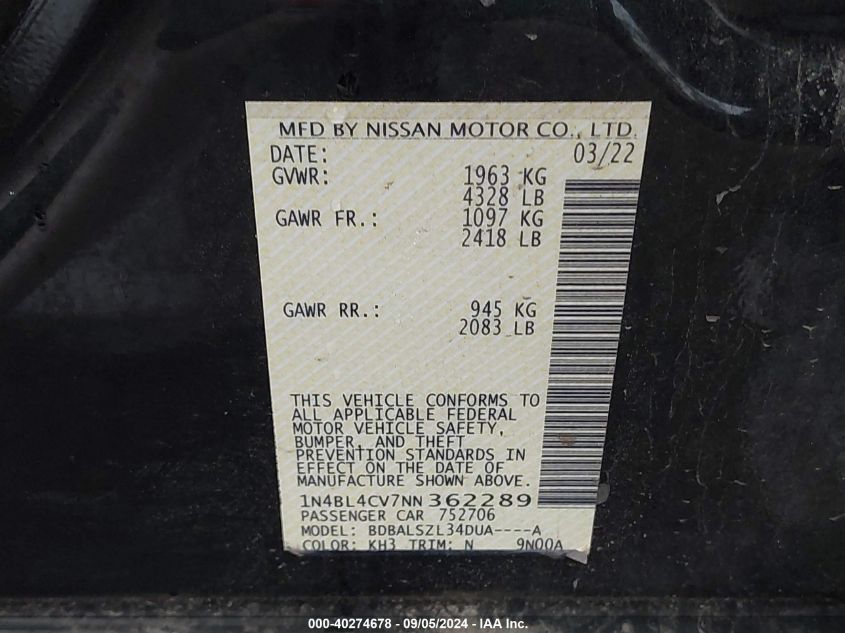 MFD BY NISSAN MOTOR CO., LTD.
DATE: 03/22
GVWR: 1963 KG
4328 LB
GAWR FR.: 1097 KG
2418 LB
GAWR RR.: 945 KG
2083 LB
THIS VEHICLE CONFORMS TO
ALL APPLICABLE FEDERAL
MOTOR VEHICLE SAFETY,
BUMPER, AND THEFT
PREVENTION STANDARDS IN
EFFECT ON THE DATE OF
MANUFACTURE SHOWN ABOVE.
1N4BL4CV7NN362289
PASSENGER CAR 752706
MODEL: BDBALSZL34DUA----A
COLOR: KH3 TRIM: N 9N00A
000-40274678 - 09/05/2024 - IAA Inc.